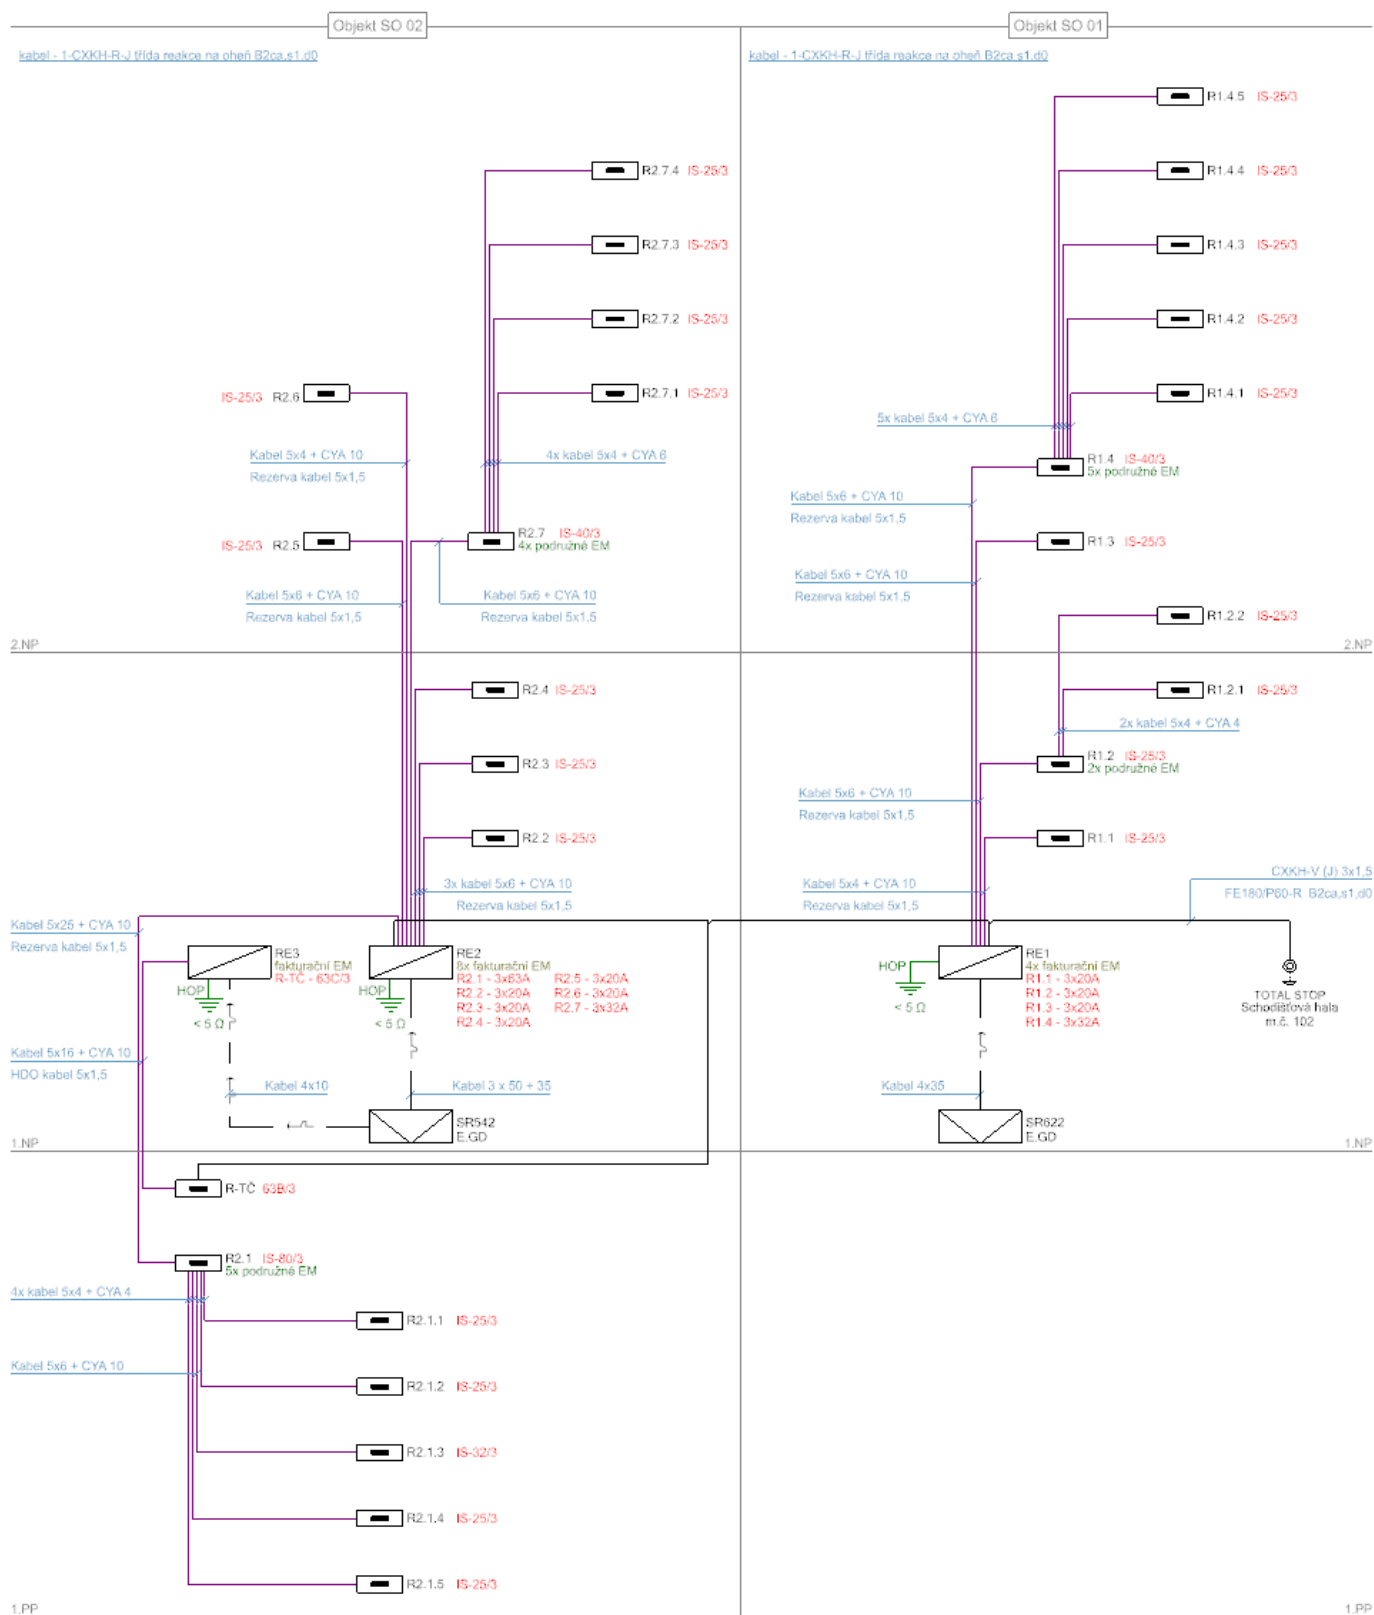 Objekt SO 02
Objekt SO 01
kabel - 1-CXKH-R-J třída reakce na oheň B2ca,s1,d0
kabel - 1-CXKH-R-J třída reakce na oheň B2ca,s1,d0
R1.4.5 IS-25/3
R2.7.4 IS-25/3
R1.4.4 IS-25/3
R2.7.3 IS-25/3
R1.4.3 IS-25/3
R2.7.2 IS-25/3
R1.4.2 IS-25/3
IS-25/3 R2.6
R2.7.1 IS-25/3
R1.4.1 IS-25/3
5x kabel 5x4 + CYA 6
Kabel 5x4 + CYA 10
Rezerva kabel 5x1,5
4x kabel 5x4 + CYA 6
R1.4 IS-40/3
5x podružné EM
Kabel 5x6 + CYA 10
Rezerva kabel 5x1,5
IS-25/3 R2.5
R2.7 IS-40/3
4x podružné EM
R1.3 IS-25/3
Kabel 5x6 + CYA 10
Rezerva kabel 5x1,5
Kabel 5x6 + CYA 10
Rezerva kabel 5x1,5
Kabel 5x6 + CYA 10
Rezerva kabel 5x1,5
R1.2.2 IS-25/3
2.NP
2.NP
R2.4 IS-25/3
R1.2.1 IS-25/3
2x kabel 5x4 + CYA 4
R2.3 IS-25/3
R1.2 IS-25/3
2x podružné EM
Kabel 5x6 + CYA 10
Rezerva kabel 5x1,5
R2.2 IS-25/3
R1.1 IS-25/3
3x kabel 5x6 + CYA 10
Rezerva kabel 5x1,5
Kabel 5x4 + CYA 10
Rezerva kabel 5x1,5
CXKH-V (J) 3x1,5
FE180/P60-R B2ca,s1,d0
Kabel 5x25 + CYA 10
Rezerva kabel 5x1,5
RE3
fakturační EM
R-TČ - 63C/3
HOP
< 5 Ω
RE2
8x fakturační EM
R2.1 - 3x63A R2.5 - 3x20A
R2.2 - 3x20A R2.6 - 3x20A
R2.3 - 3x20A R2.7 - 3x32A
R2.4 - 3x20A
HOP
< 5 Ω
HOP
< 5 Ω
RE1
4x fakturační EM
R1.1 - 3x20A
R1.2 - 3x20A
R1.3 - 3x20A
R1.4 - 3x32A
TOTAL STOP
Schodišťová hala
m.č. 102
Kabel 5x16 + CYA 10
HDO kabel 5x1,5
Kabel 4x10
Kabel 3 x 50 + 35
Kabel 4x35
SR542
E.GD
SR622
E.GD
1.NP
1.NP
R-TČ 63B/3
R2.1 IS-80/3
5x podružné EM
4x kabel 5x4 + CYA 4
R2.1.1 IS-25/3
Kabel 5x6 + CYA 10
R2.1.2 IS-25/3
R2.1.3 IS-32/3
R2.1.4 IS-25/3
R2.1.5 IS-25/3
1.PP
1.PP